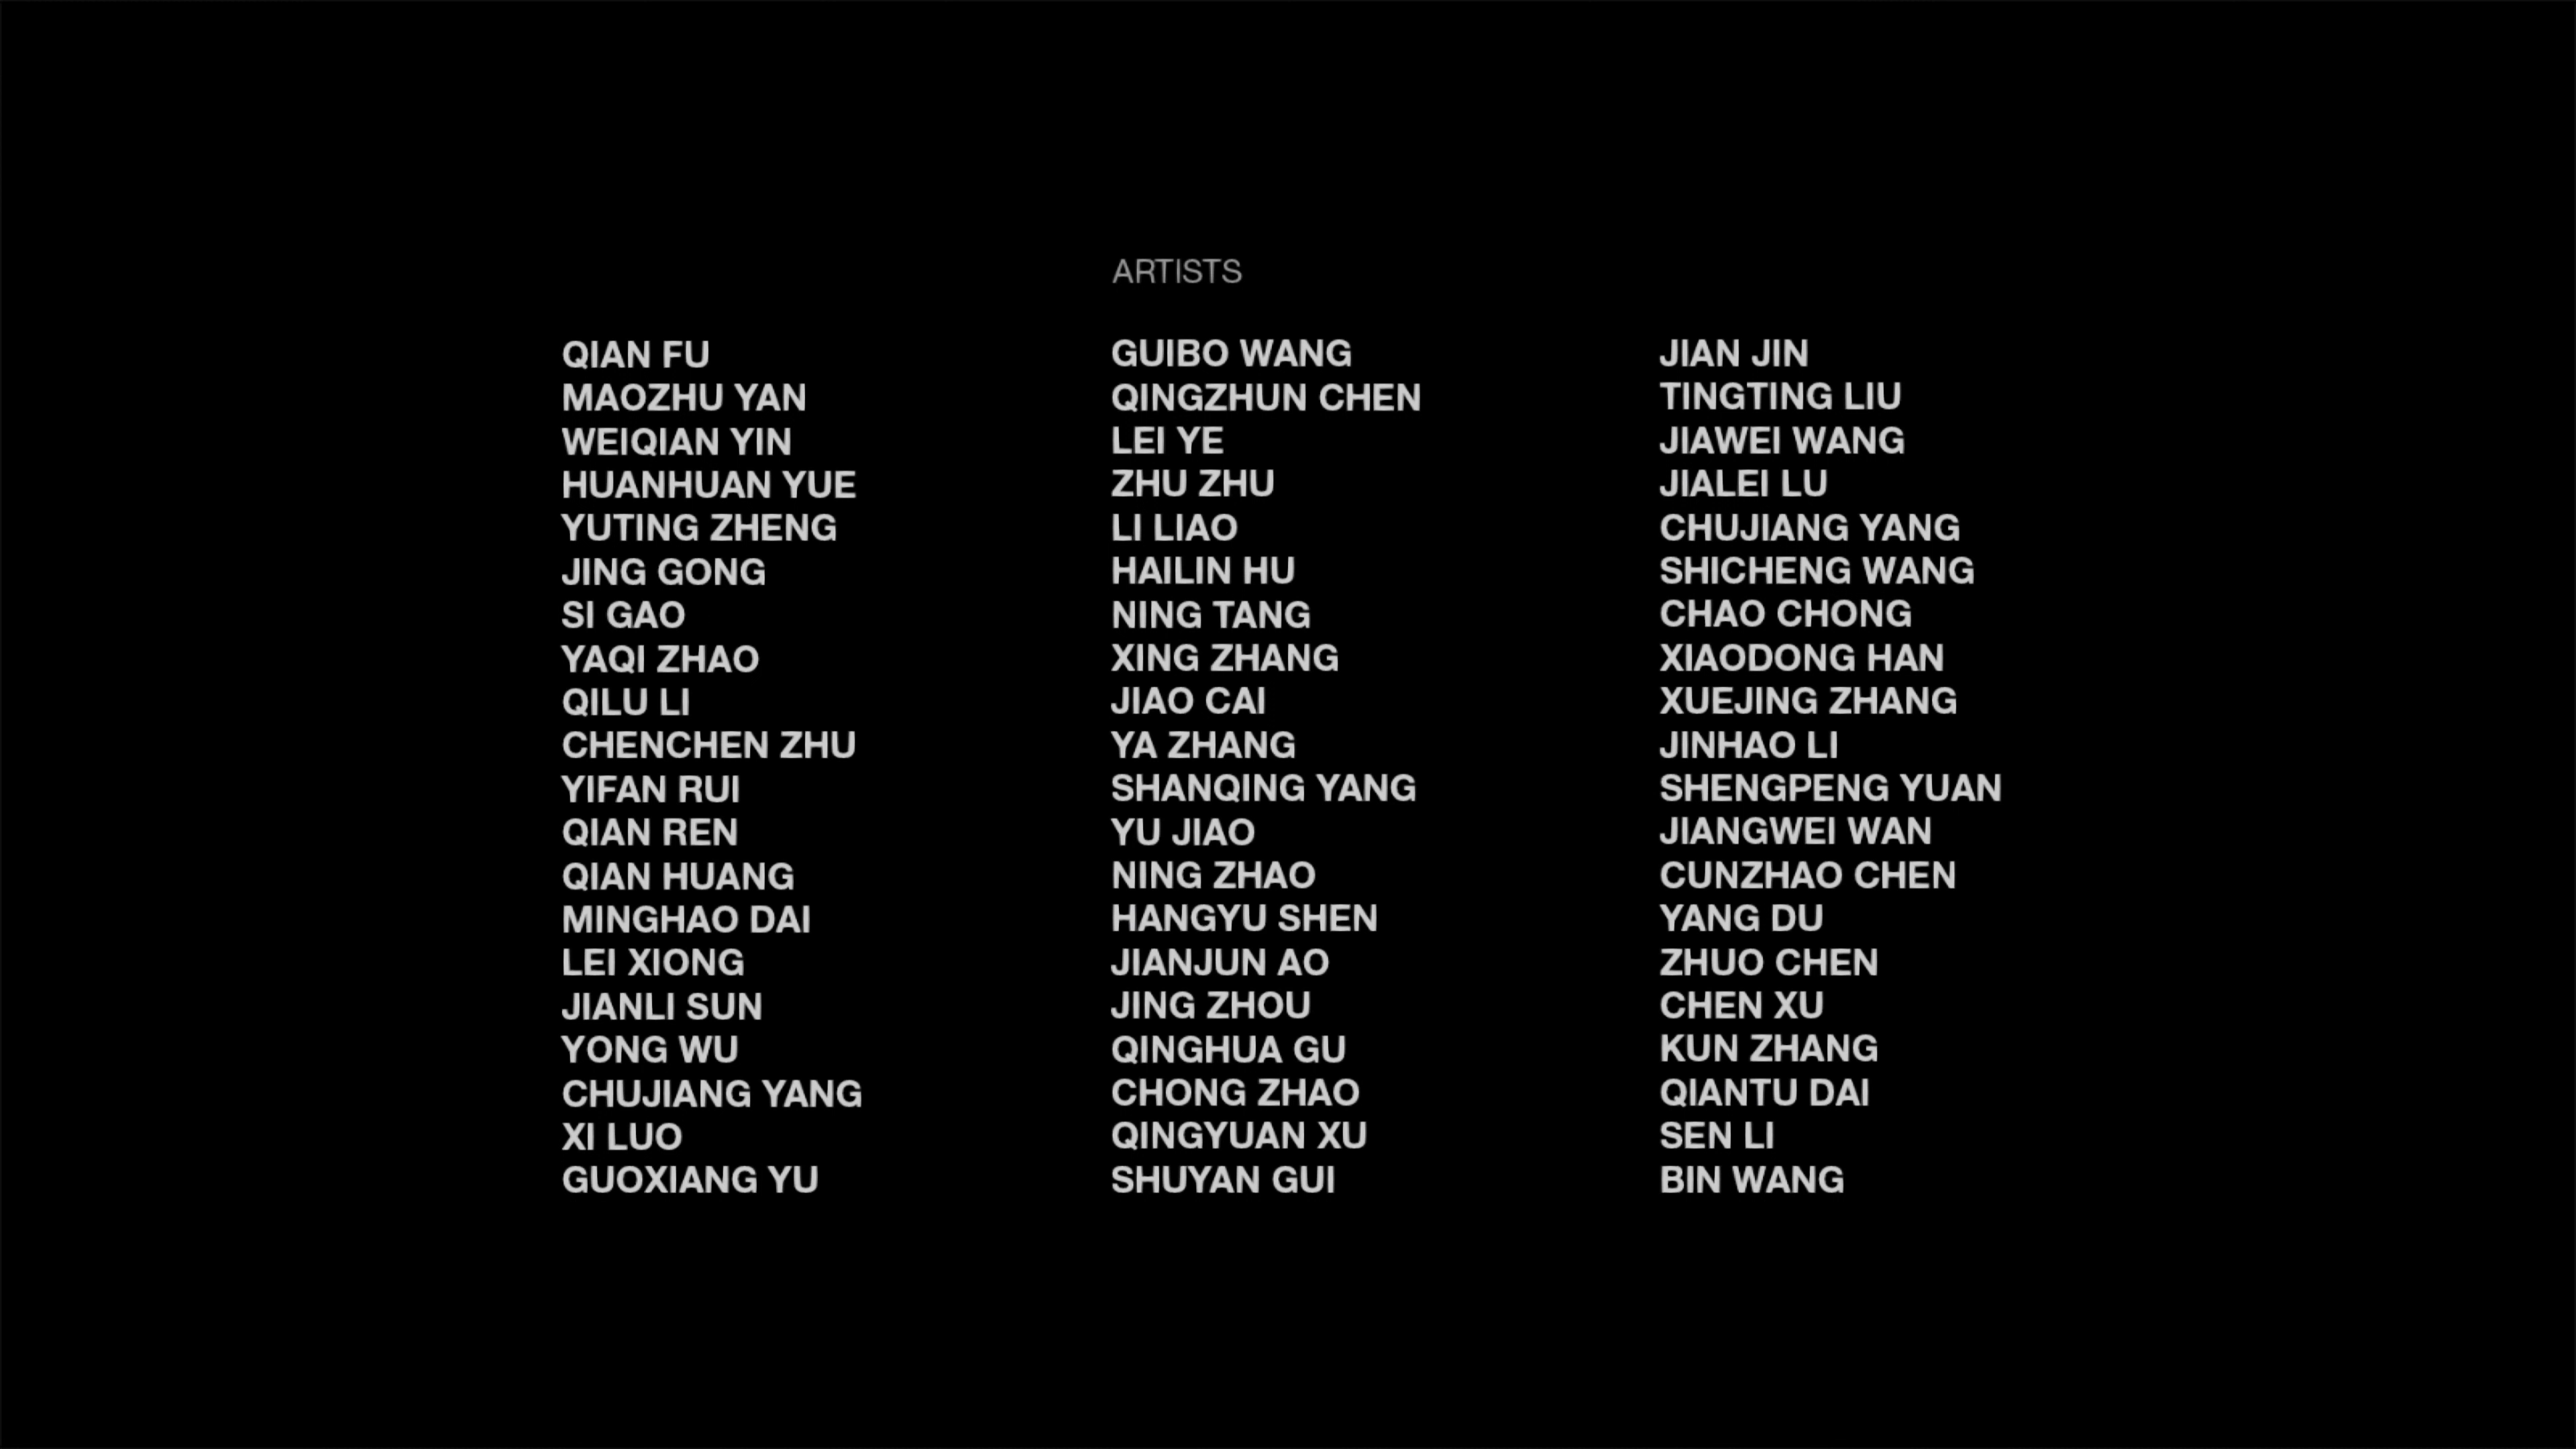 ARTISTS
QIAN FU
MAOZHU YAN
WEIQIAN YIN
HUANHUAN YUE
YUTING ZHENG
JING GONG
SI GAO
YAQI ZHAO
QILU LI
CHENCHEN ZHU
YIFAN RUI
QIAN REN
QIAN HUANG
MINGHAO DAI
LEI XIONG
JIANLI SUN
YONG WU
CHUJIANG YANG
XI LUO
GUOXIANG YU
GUIBO WANG
QINGZHUN CHEN
LEI YE
ZHU ZHU
LI LIAO
HAILIN HU
NING TANG
XING ZHANG
JIAO CAI
YA ZHANG
SHANQING YANG
YU JIAO
NING ZHAO
HANGYU SHEN
JIANJUN AO
JING ZHOU
QINGHUA GU
CHONG ZHAO
QINGYUAN XU
SHUYAN GUI
JIAN JIN
TINGTING LIU
JIAWEI WANG
JIALEI LU
CHUJIANG YANG
SHICHENG WANG
CHAO CHONG
XIAODONG HAN
XUEJING ZHANG
JINHAO LI
SHENGPENG YUAN
JIANGWEI WAN
CUNZHAO CHEN
YANG DU
ZHUO CHEN
CHEN XU
KUN ZHANG
QIANTU DAI
SEN LI
BIN WANG